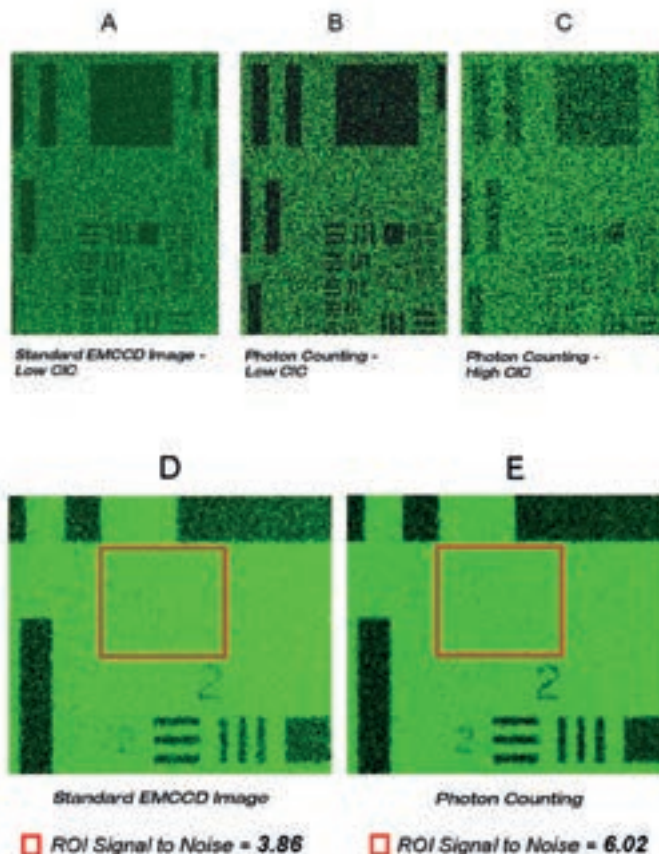 A B C
Standard EMCCD Image - Photon Counting - Photon Counting -
Low CIC Low CIC High CIC
D E
2 2
2
Standard EMCCD Image Photon Counting
ROI Signal to Noise = 3.86 ROI Signal to Noise = 6.02